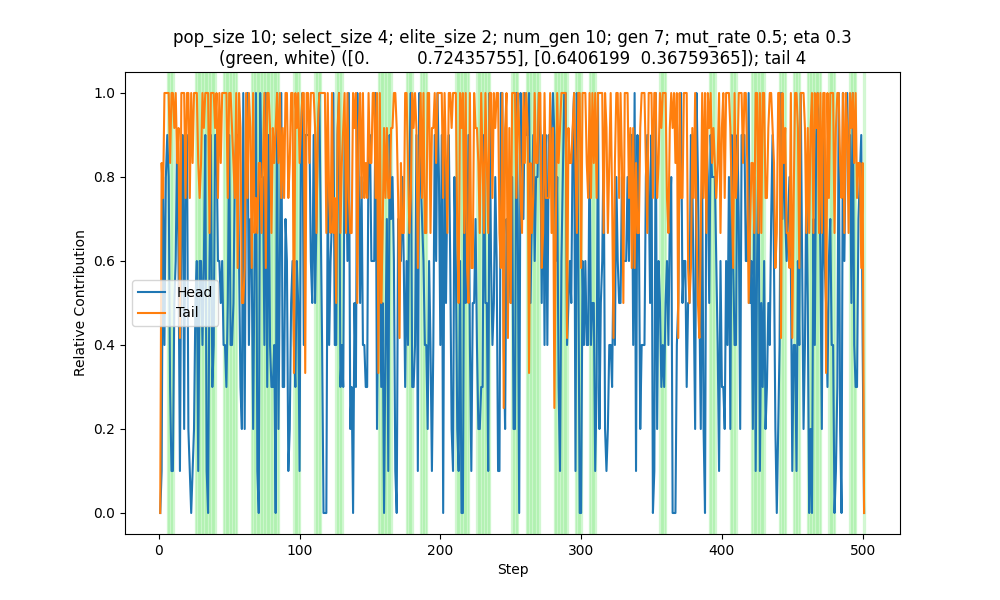 pop_size 10; select_size 4; elite_size 2; num_gen 10; gen 7; mut_rate 0.5; eta 0.3
(green, white) ([0.         0.72435755], [0.6406199  0.36759365]); tail 4
1.0
0.8
0.6
0.4
0.2
0.0
Relative Contribution
Head
Tail
0
100
200
300
400
500
Step